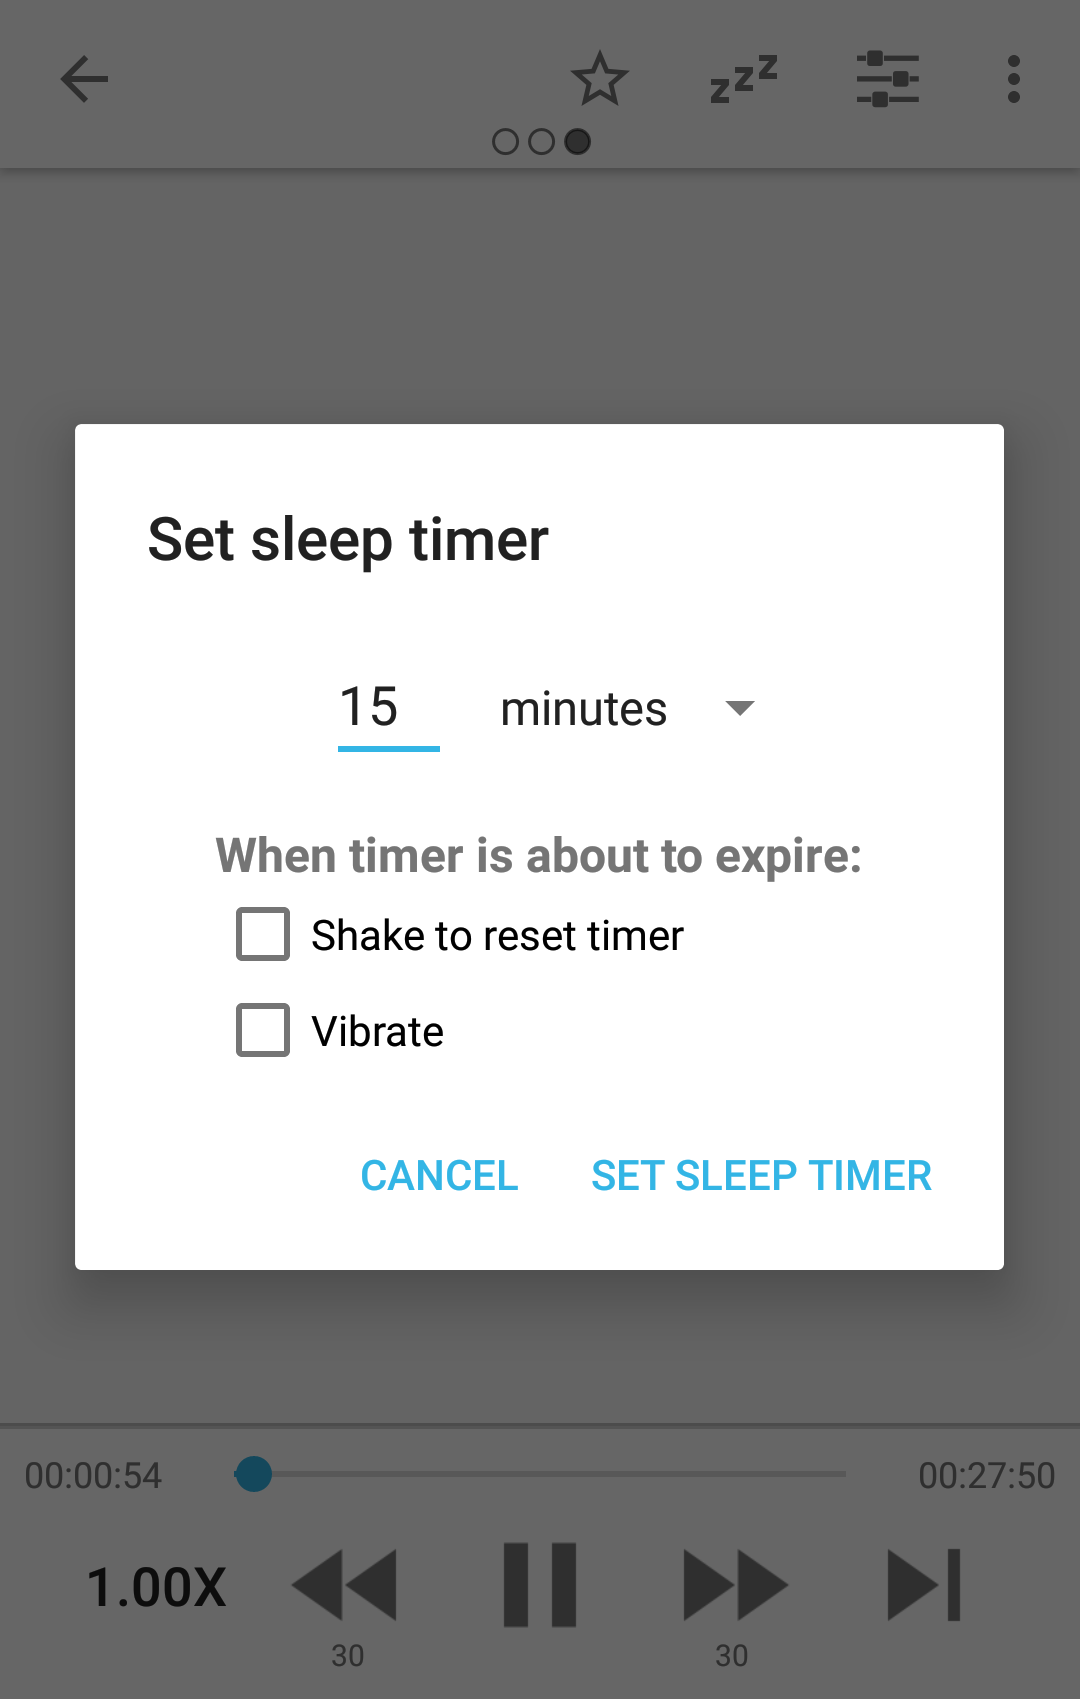 zzz
Set sleep timer
15 minutes
When timer is about to expire:
Shake to reset timer
Vibrate
CANCEL SET SLEEP TIMER
00:00:54 00:27:50
1.00X
30 30